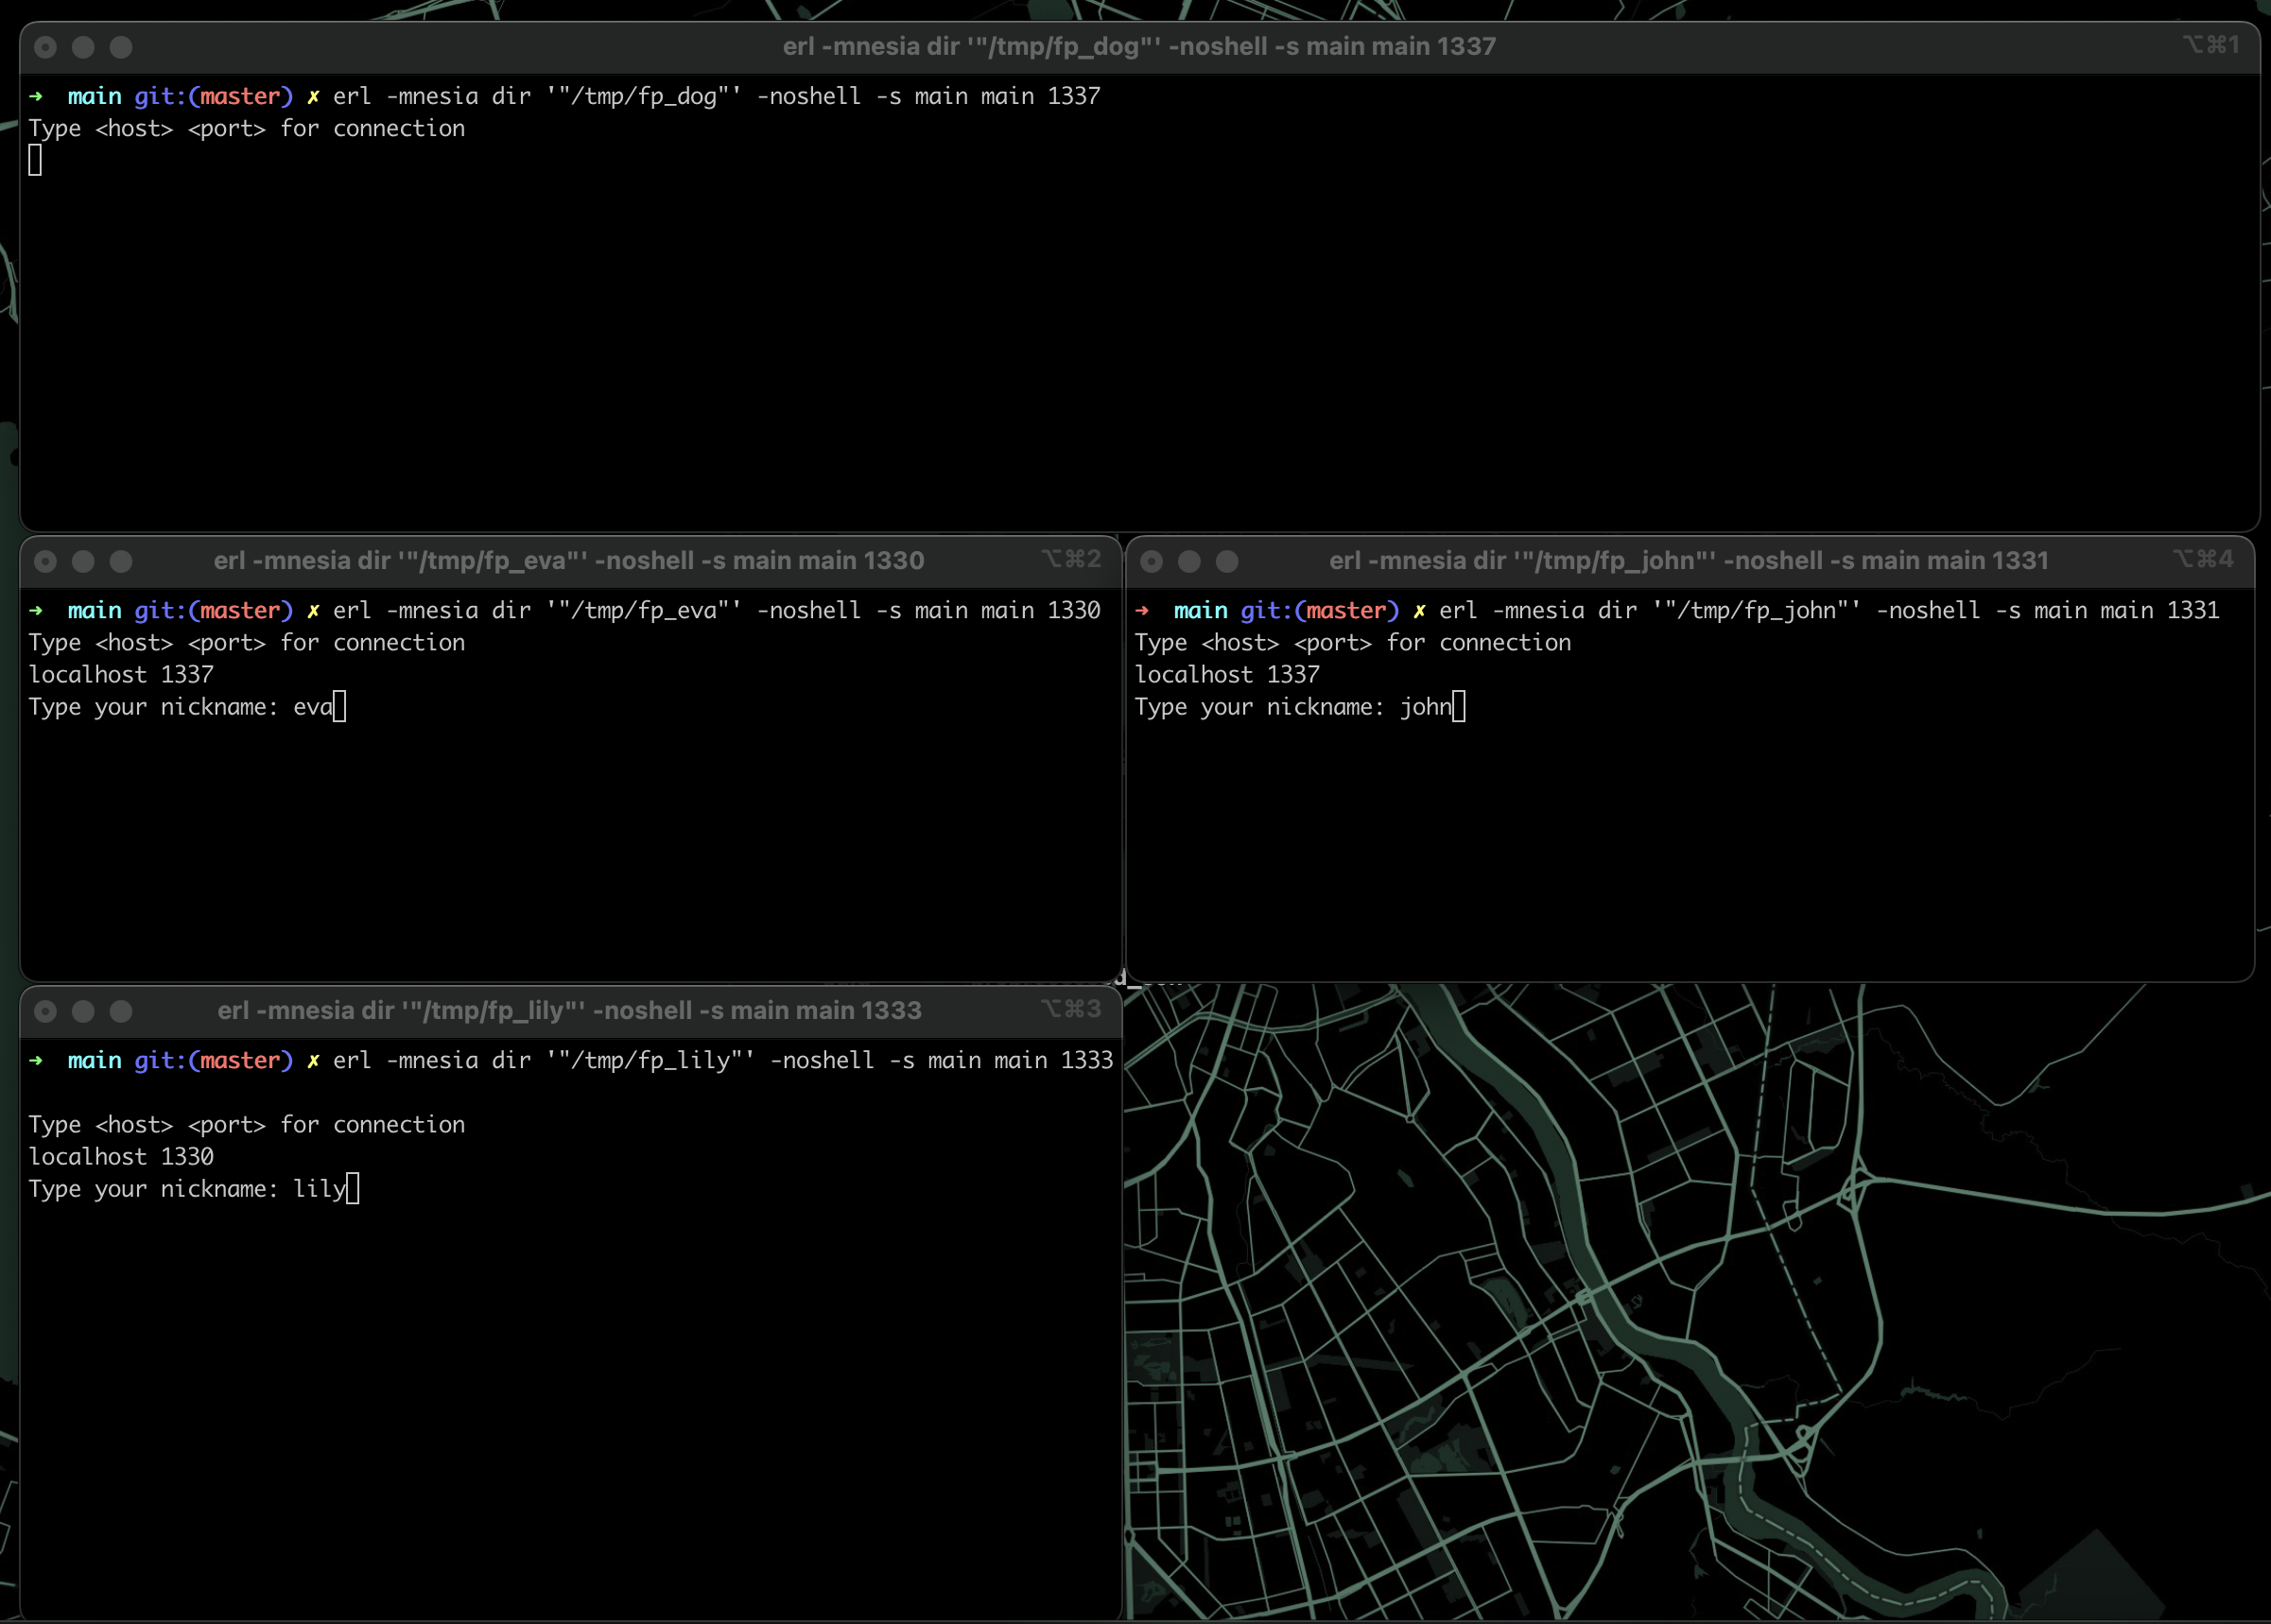 erl -mnesia dir '"/tmp/fp_dog"' -noshell -s main main 1337 ⌥⌘1
➜ main git:(master) ✗ erl -mnesia dir '"/tmp/fp_dog"' -noshell -s main main 1337
Type <host> <port> for connection
erl -mnesia dir '"/tmp/fp_eva"' -noshell -s main main 1330 ⌥⌘2
➜ main git:(master) ✗ erl -mnesia dir '"/tmp/fp_eva"' -noshell -s main main 1330
Type <host> <port> for connection
localhost 1337
Type your nickname: eva
erl -mnesia dir '"/tmp/fp_john"' -noshell -s main main 1331 ⌥⌘4
➜ main git:(master) ✗ erl -mnesia dir '"/tmp/fp_john"' -noshell -s main main 1331
Type <host> <port> for connection
localhost 1337
Type your nickname: john
erl -mnesia dir '"/tmp/fp_lily"' -noshell -s main main 1333 ⌥⌘3
➜ main git:(master) ✗ erl -mnesia dir '"/tmp/fp_lily"' -noshell -s main main 1333
Type <host> <port> for connection
localhost 1330
Type your nickname: lily